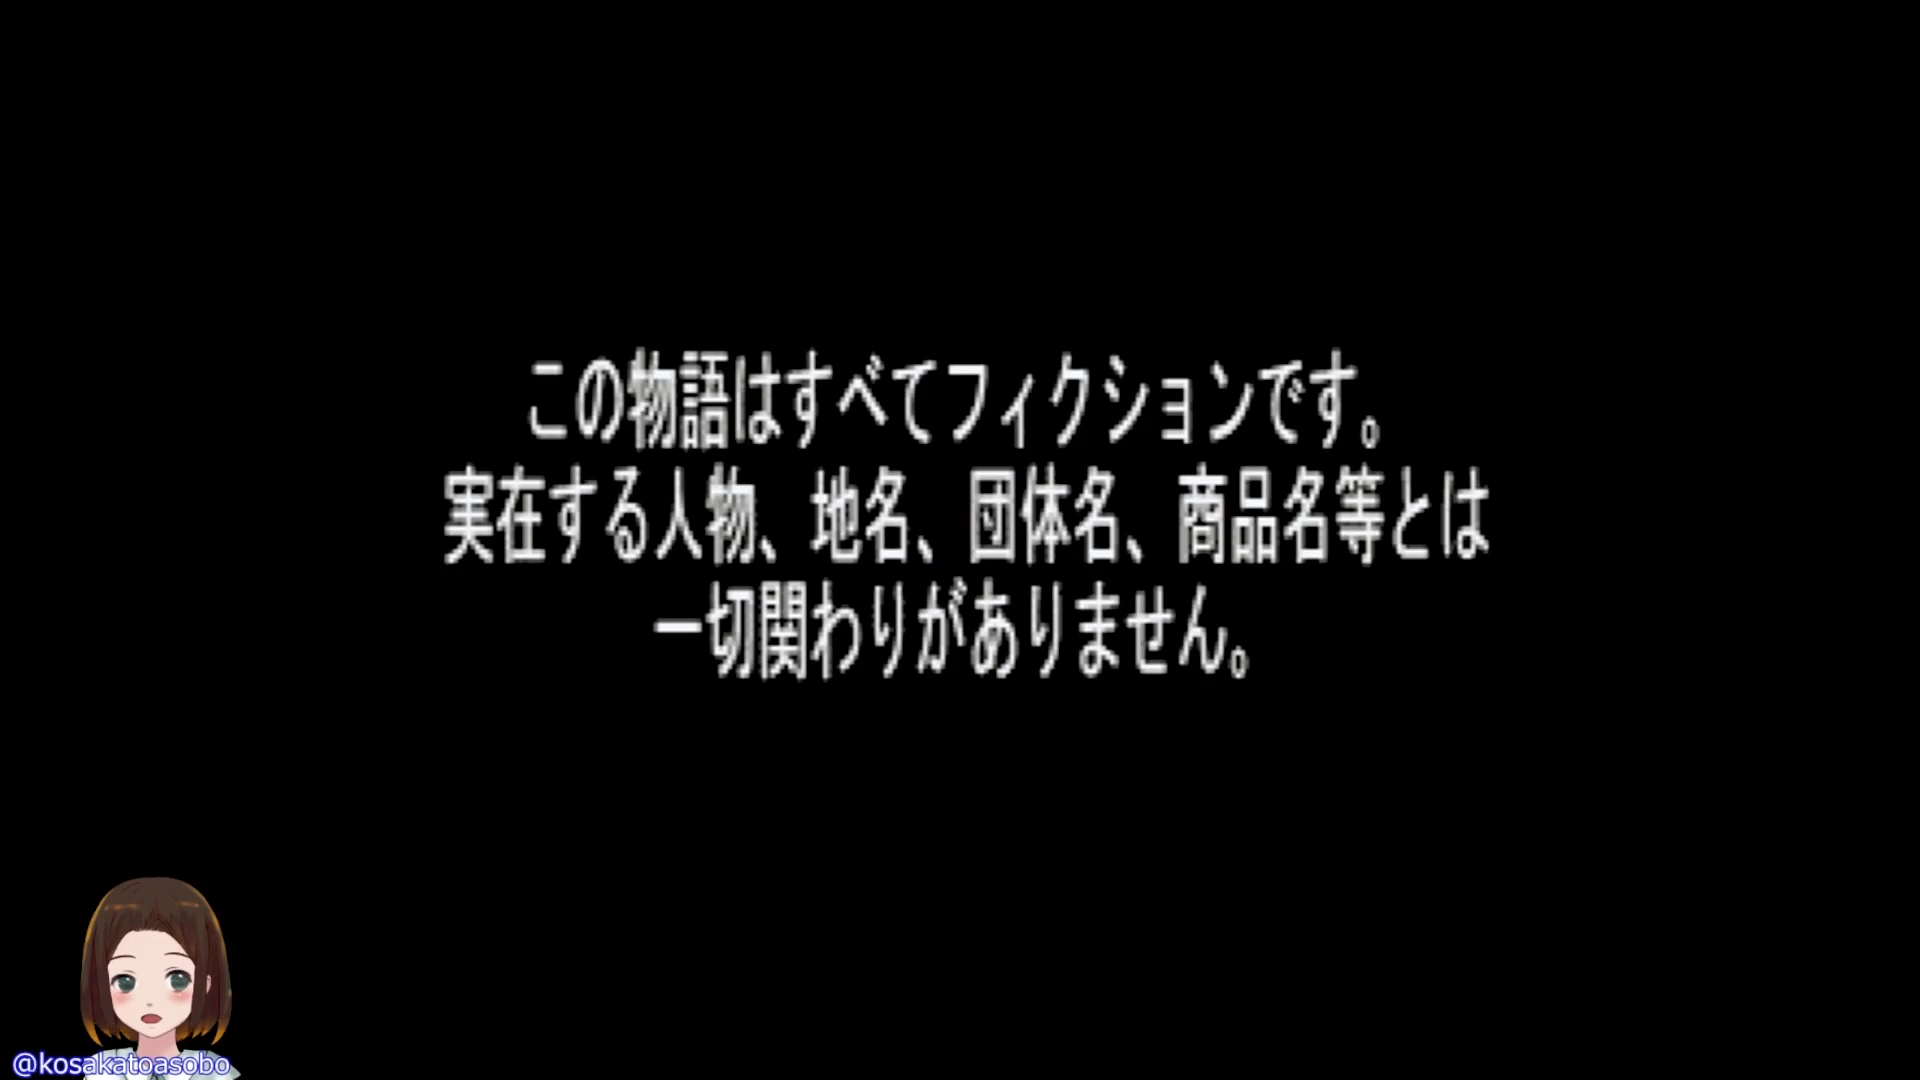 この物語はすべてフィクションです。
実在する人物、地名、団体名、商品名等とは
一切関わりがありません。
@kosakatoasobo